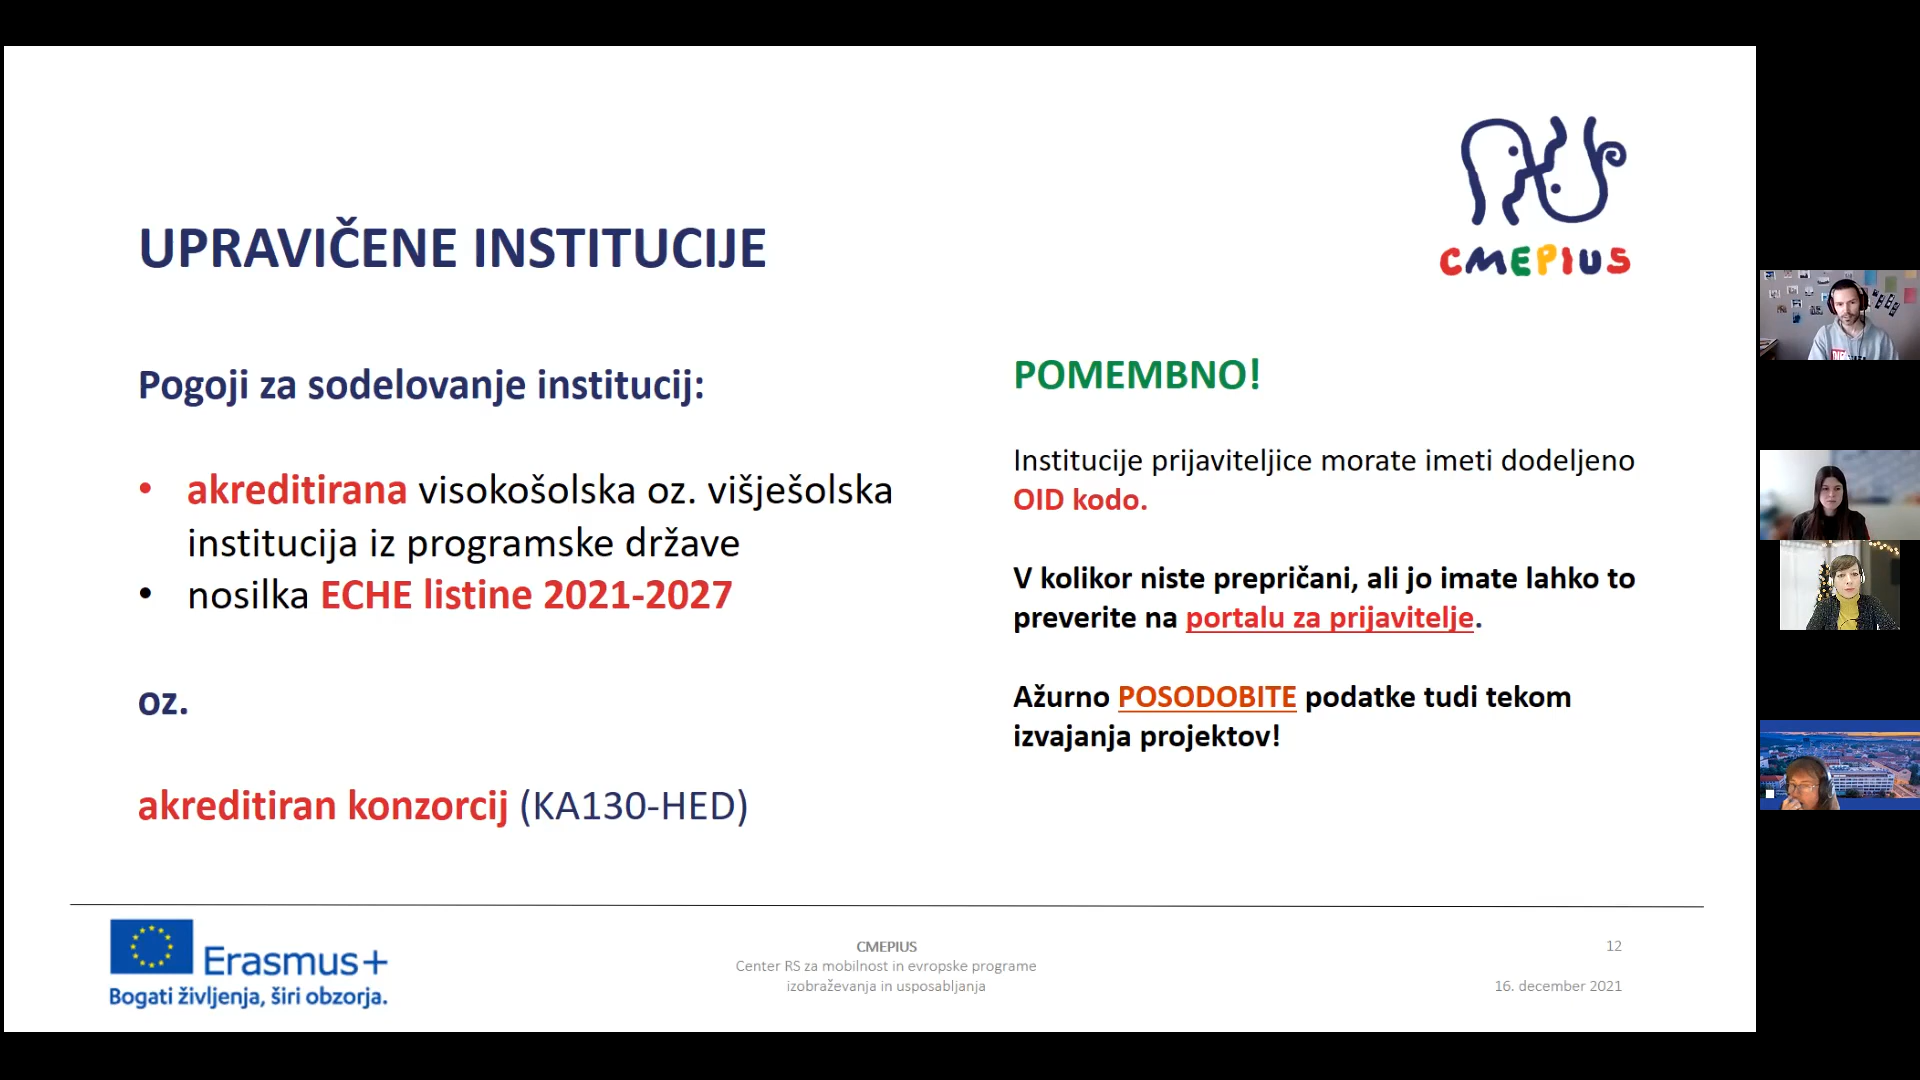 CMEPIUS
UPRAVIČENE INSTITUCIJE
Pogoji za sodelovanje institucij:
• akreditirana visokošolska oz. višješolska
institucija iz programske države
• nosilka ECHE listine 2021-2027
oz.
akreditiran konzorcij (KA130-HED)
POMEMBNO!
Institucije prijaviteljice morate imeti dodeljeno
OID kodo.
V kolikor niste prepričani, ali jo imate lahko to
preverite na portalu za prijavitelje.
Ažurno POSODOBITE podatke tudi tekom
izvajanja projektov!
Erasmus+
Bogati življenja, širi obzorja.
CMEPIUS
Center RS za mobilnost in evropske programe
izobraževanja in usposabljanja
12
16. december 2021